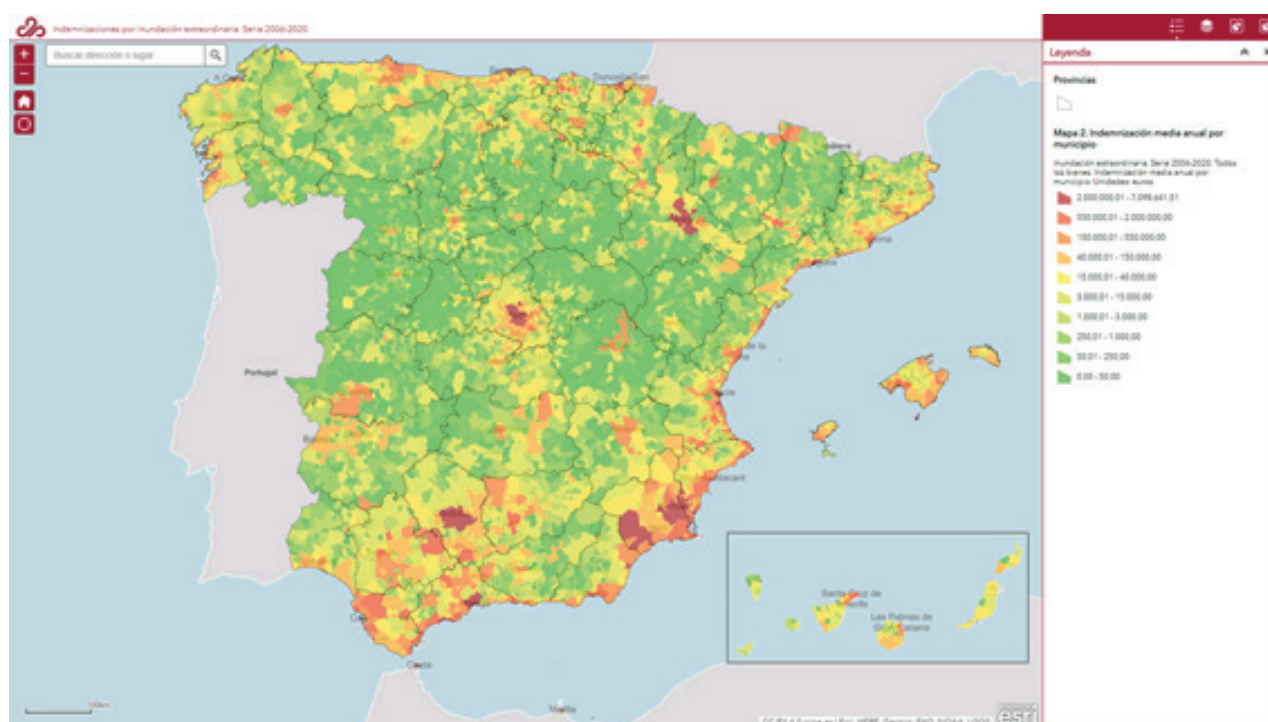 Indemnizaciones por inundación extraordinaria. Serie 2006-2020.
+
Buscar dirección o lugar
−
Leyenda
Provincias
Mapa 2. Indemnización media anual por
municipio
Inundación extraordinaria. Serie 2006-2020. Todos
los bienes. Indemnización media anual por
municipio. Unidades: euros
2.000.000,01 - 7.098.641,51
550.000,01 - 2.000.000,00
150.000,01 - 550.000,00
40.000,01 - 150.000,00
15.000,01 - 40.000,00
3.000,01 - 15.000,00
1.000,01 - 3.000,00
250,01 - 1.000,00
50,01 - 250,00
0,00 - 50,00
Portugal
de la
Alacant
Santa Cruz de
Las Palmas de
Ceuta
Melilla
100km
esri